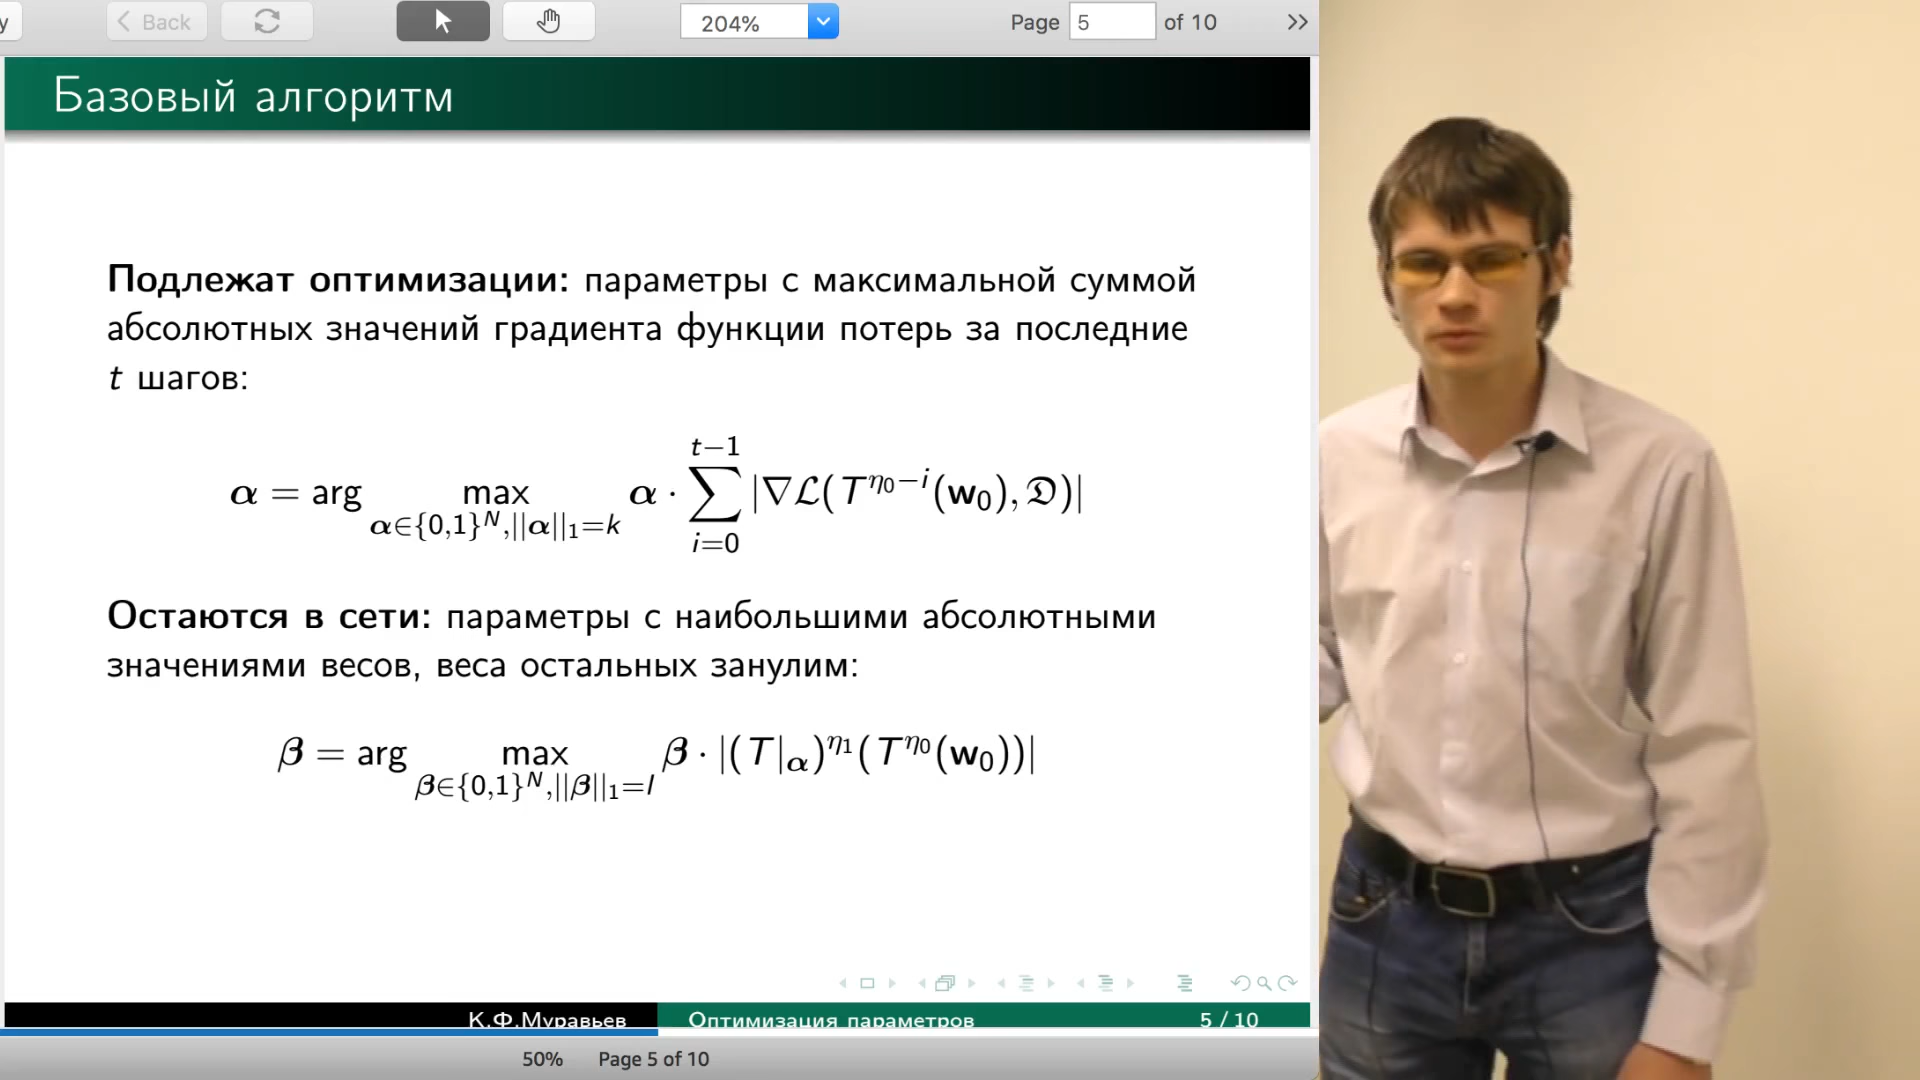 y
Back
204%
Page 5 of 10
Базовый алгоритм
Подлежат оптимизации: параметры с максимальной суммой
абсолютных значений градиента функции потерь за последние
t шагов:
α = arg max_{α∈{0,1}^N,||α||_1=k} α · ∑_{i=0}^{t−1} |∇ℒ(T^{η_0−i}(w_0), 𝔇)|
Остаются в сети: параметры с наибольшими абсолютными
значениями весов, веса остальных занулим:
β = arg max_{β∈{0,1}^N,||β||_1=l} β · |(T|_α)^{η_1}(T^{η_0}(w_0))|
К.Ф.Муравьев Оптимизация параметров 5 / 10
50% Page 5 of 10